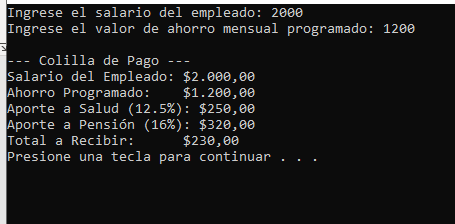 Ingrese el salario del empleado: 2000
Ingrese el valor de ahorro mensual programado: 1200
--- Colilla de Pago ---
Salario del Empleado: $2.000,00
Ahorro Programado: $1.200,00
Aporte a Salud (12.5%): $250,00
Aporte a Pensión (16%): $320,00
Total a Recibir: $230,00
Presione una tecla para continuar . . .